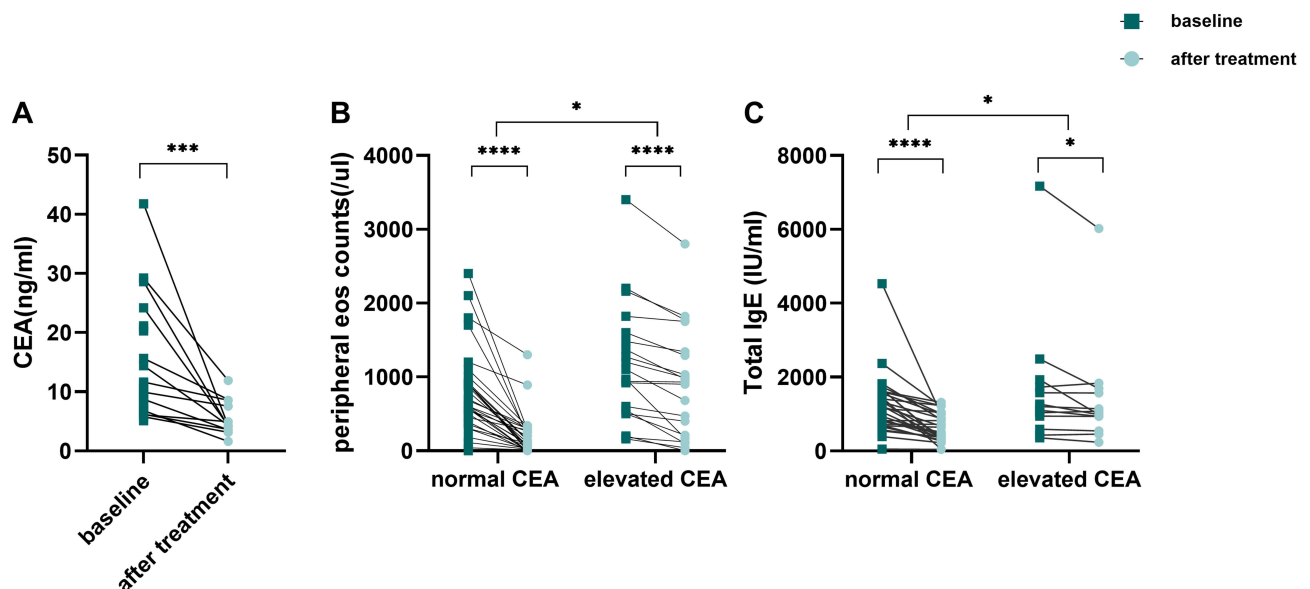 baseline
after treatment
A
***
CEA(ng/ml)
50
40
30
20
10
0
baseline
after treatment
B
*
****
****
peripheral eos counts(/ul)
4000
3000
2000
1000
0
normal CEA
elevated CEA
C
*
****
*
Total IgE (IU/ml)
8000
6000
4000
2000
0
normal CEA
elevated CEA